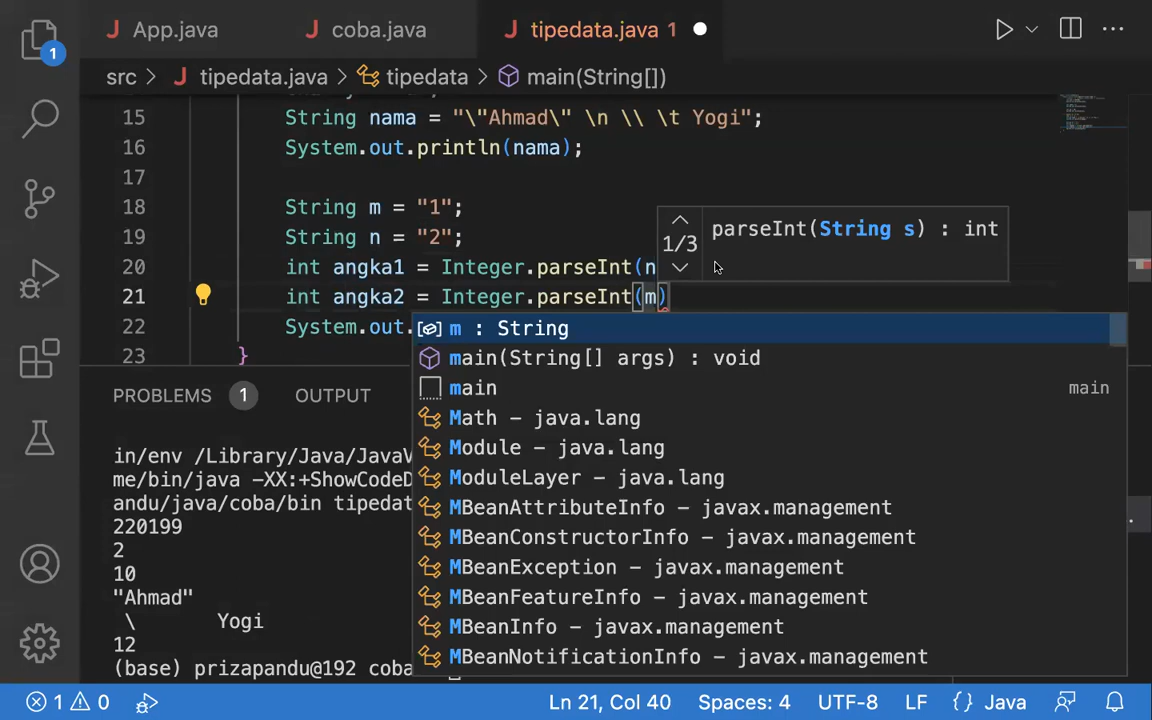 1
App.java
coba.java
tipedata.java 1
src > tipedata.java > tipedata > main(String[])
15 String nama = "\"Ahmad\" \n \\ \t Yogi";
16 System.out.println(nama);
17
18 String m = "1";
19 String n = "2";
20 int angka1 = Integer.parseInt(n
21 int angka2 = Integer.parseInt(m)
22 System.out.
23 }
1/3
parseInt(String s) : int
m : String
main(String[] args) : void
main main
Math – java.lang
Module – java.lang
ModuleLayer – java.lang
MBeanAttributeInfo – javax.management
MBeanConstructorInfo – javax.management
MBeanException – javax.management
MBeanFeatureInfo – javax.management
MBeanInfo – javax.management
MBeanNotificationInfo – javax.management
PROBLEMS 1 OUTPUT
in/env /Library/Java/JavaV
me/bin/java -XX:+ShowCodeD
andu/java/coba/bin tipedat
220199
2
10
"Ahmad"
\ Yogi
12
(base) prizapandu@192 coba
1 0 Ln 21, Col 40 Spaces: 4 UTF-8 LF {} Java